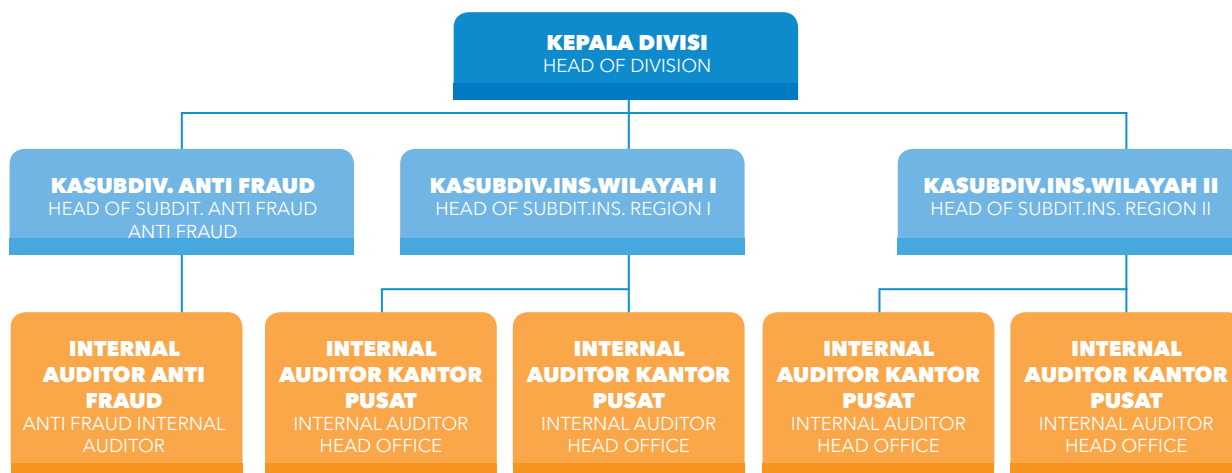 KEPALA DIVISI
HEAD OF DIVISION
KASUBDIV. ANTI FRAUD
HEAD OF SUBDIT. ANTI FRAUD
ANTI FRAUD
KASUBDIV.INS.WILAYAH I
HEAD OF SUBDIT.INS. REGION I
KASUBDIV.INS.WILAYAH II
HEAD OF SUBDIT.INS. REGION II
INTERNAL
AUDITOR ANTI
FRAUD
ANTI FRAUD INTERNAL
AUDITOR
INTERNAL
AUDITOR KANTOR
PUSAT
INTERNAL AUDITOR
HEAD OFFICE
INTERNAL
AUDITOR KANTOR
PUSAT
INTERNAL AUDITOR
HEAD OFFICE
INTERNAL
AUDITOR KANTOR
PUSAT
INTERNAL AUDITOR
HEAD OFFICE
INTERNAL
AUDITOR KANTOR
PUSAT
INTERNAL AUDITOR
HEAD OFFICE